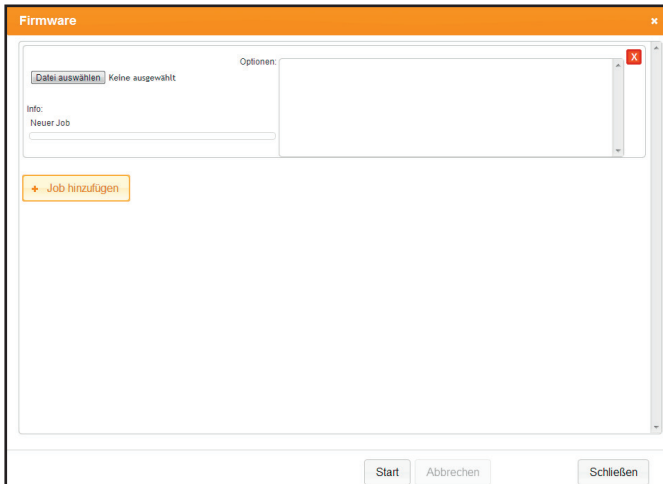 Firmware
Optionen:
X
Datei auswählen Keine ausgewählt
Info:
Neuer Job
+ Job hinzufügen
Start Abbrechen Schließen